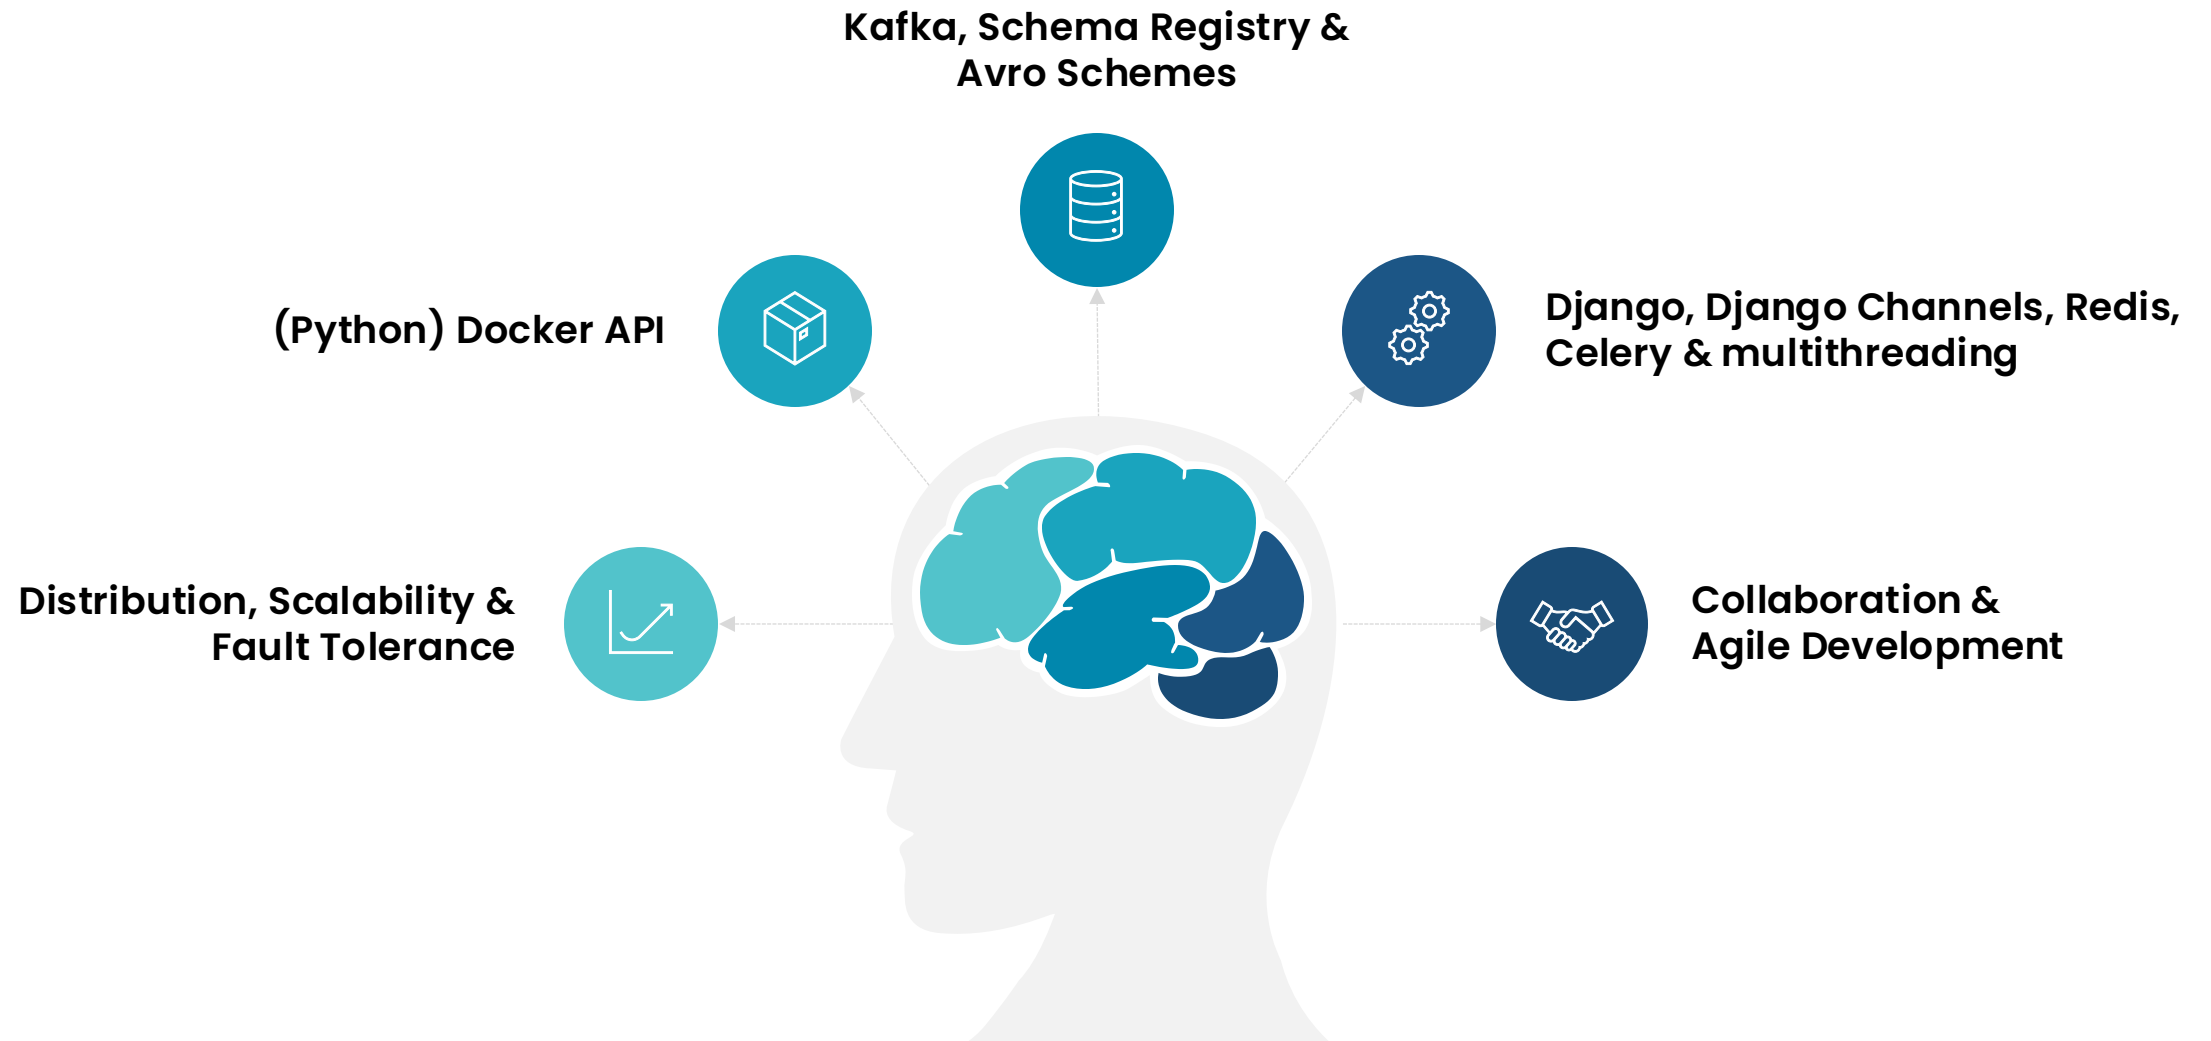 Kafka, Schema Registry &
Avro Schemes
(Python) Docker API
Django, Django Channels, Redis,
Celery & multithreading
Distribution, Scalability &
Fault Tolerance
Collaboration &
Agile Development